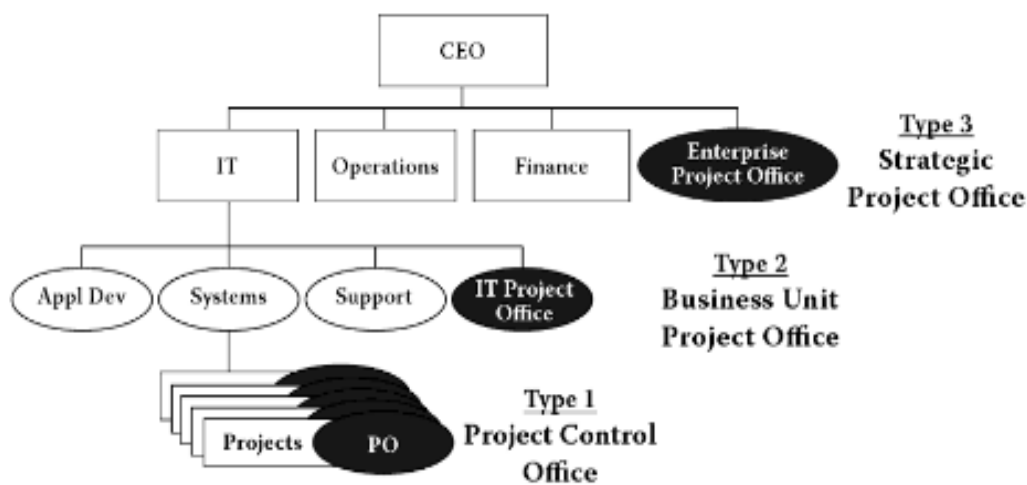 CEO
IT
Operations
Finance
Enterprise
Project Office
Type 3
Strategic
Project Office
Appl Dev
Systems
Support
IT Project
Office
Type 2
Business Unit
Project Office
Projects
PO
Type 1
Project Control
Office